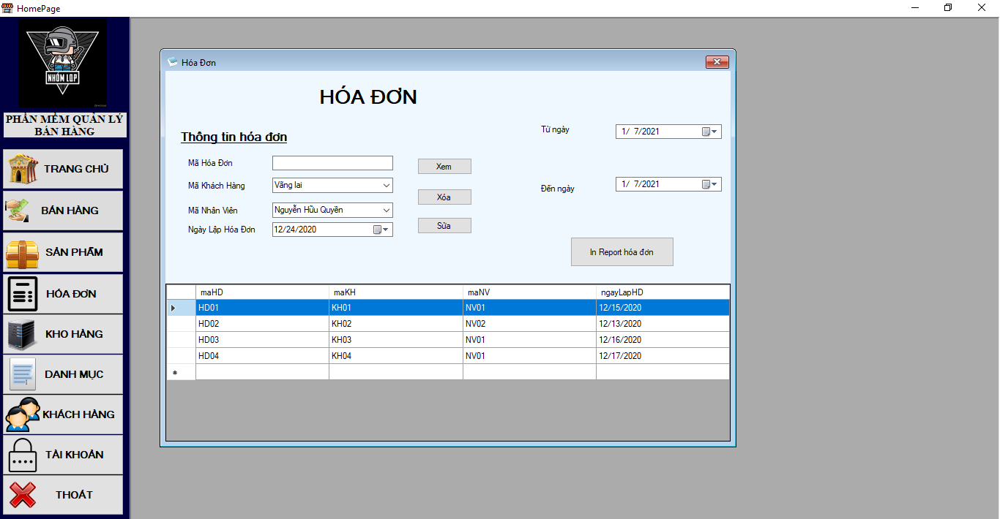 HomePage
NHÓM LQP
PHẦN MỀM QUẢN LÝ
BÁN HÀNG
TRANG CHỦ
BÁN HÀNG
SẢN PHẨM
HÓA ĐƠN
KHO HÀNG
DANH MỤC
KHÁCH HÀNG
TÀI KHOẢN
THOÁT
Hóa Đơn
HÓA ĐƠN
Thông tin hóa đơn
Mã Hóa Đơn
Mã Khách Hàng Vãng lai
Mã Nhân Viên Nguyễn Hữu Quyền
Ngày Lập Hóa Đơn 12/24/2020
Xem
Xóa
Sửa
Từ ngày 1/ 7/2021
Đến ngày 1/ 7/2021
In Report hóa đơn
maHD maKH maNV ngayLapHD
HD01 KH01 NV01 12/15/2020
HD02 KH02 NV02 12/13/2020
HD03 KH03 NV01 12/16/2020
HD04 KH04 NV01 12/17/2020